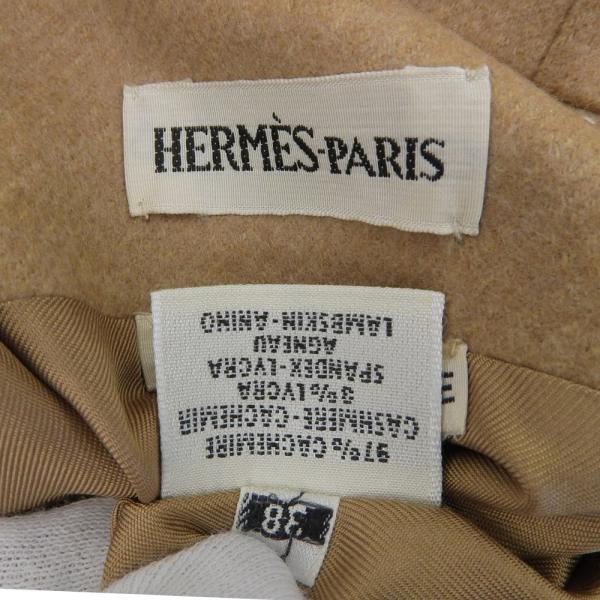 HERMÈS-PARIS
97% CACHEMIRE
CASHMERE-CACHEMIR
3% LYCRA
SPANDEX-LYCRA
AGNEAU
LAMBSKIN-ANINO
38
E